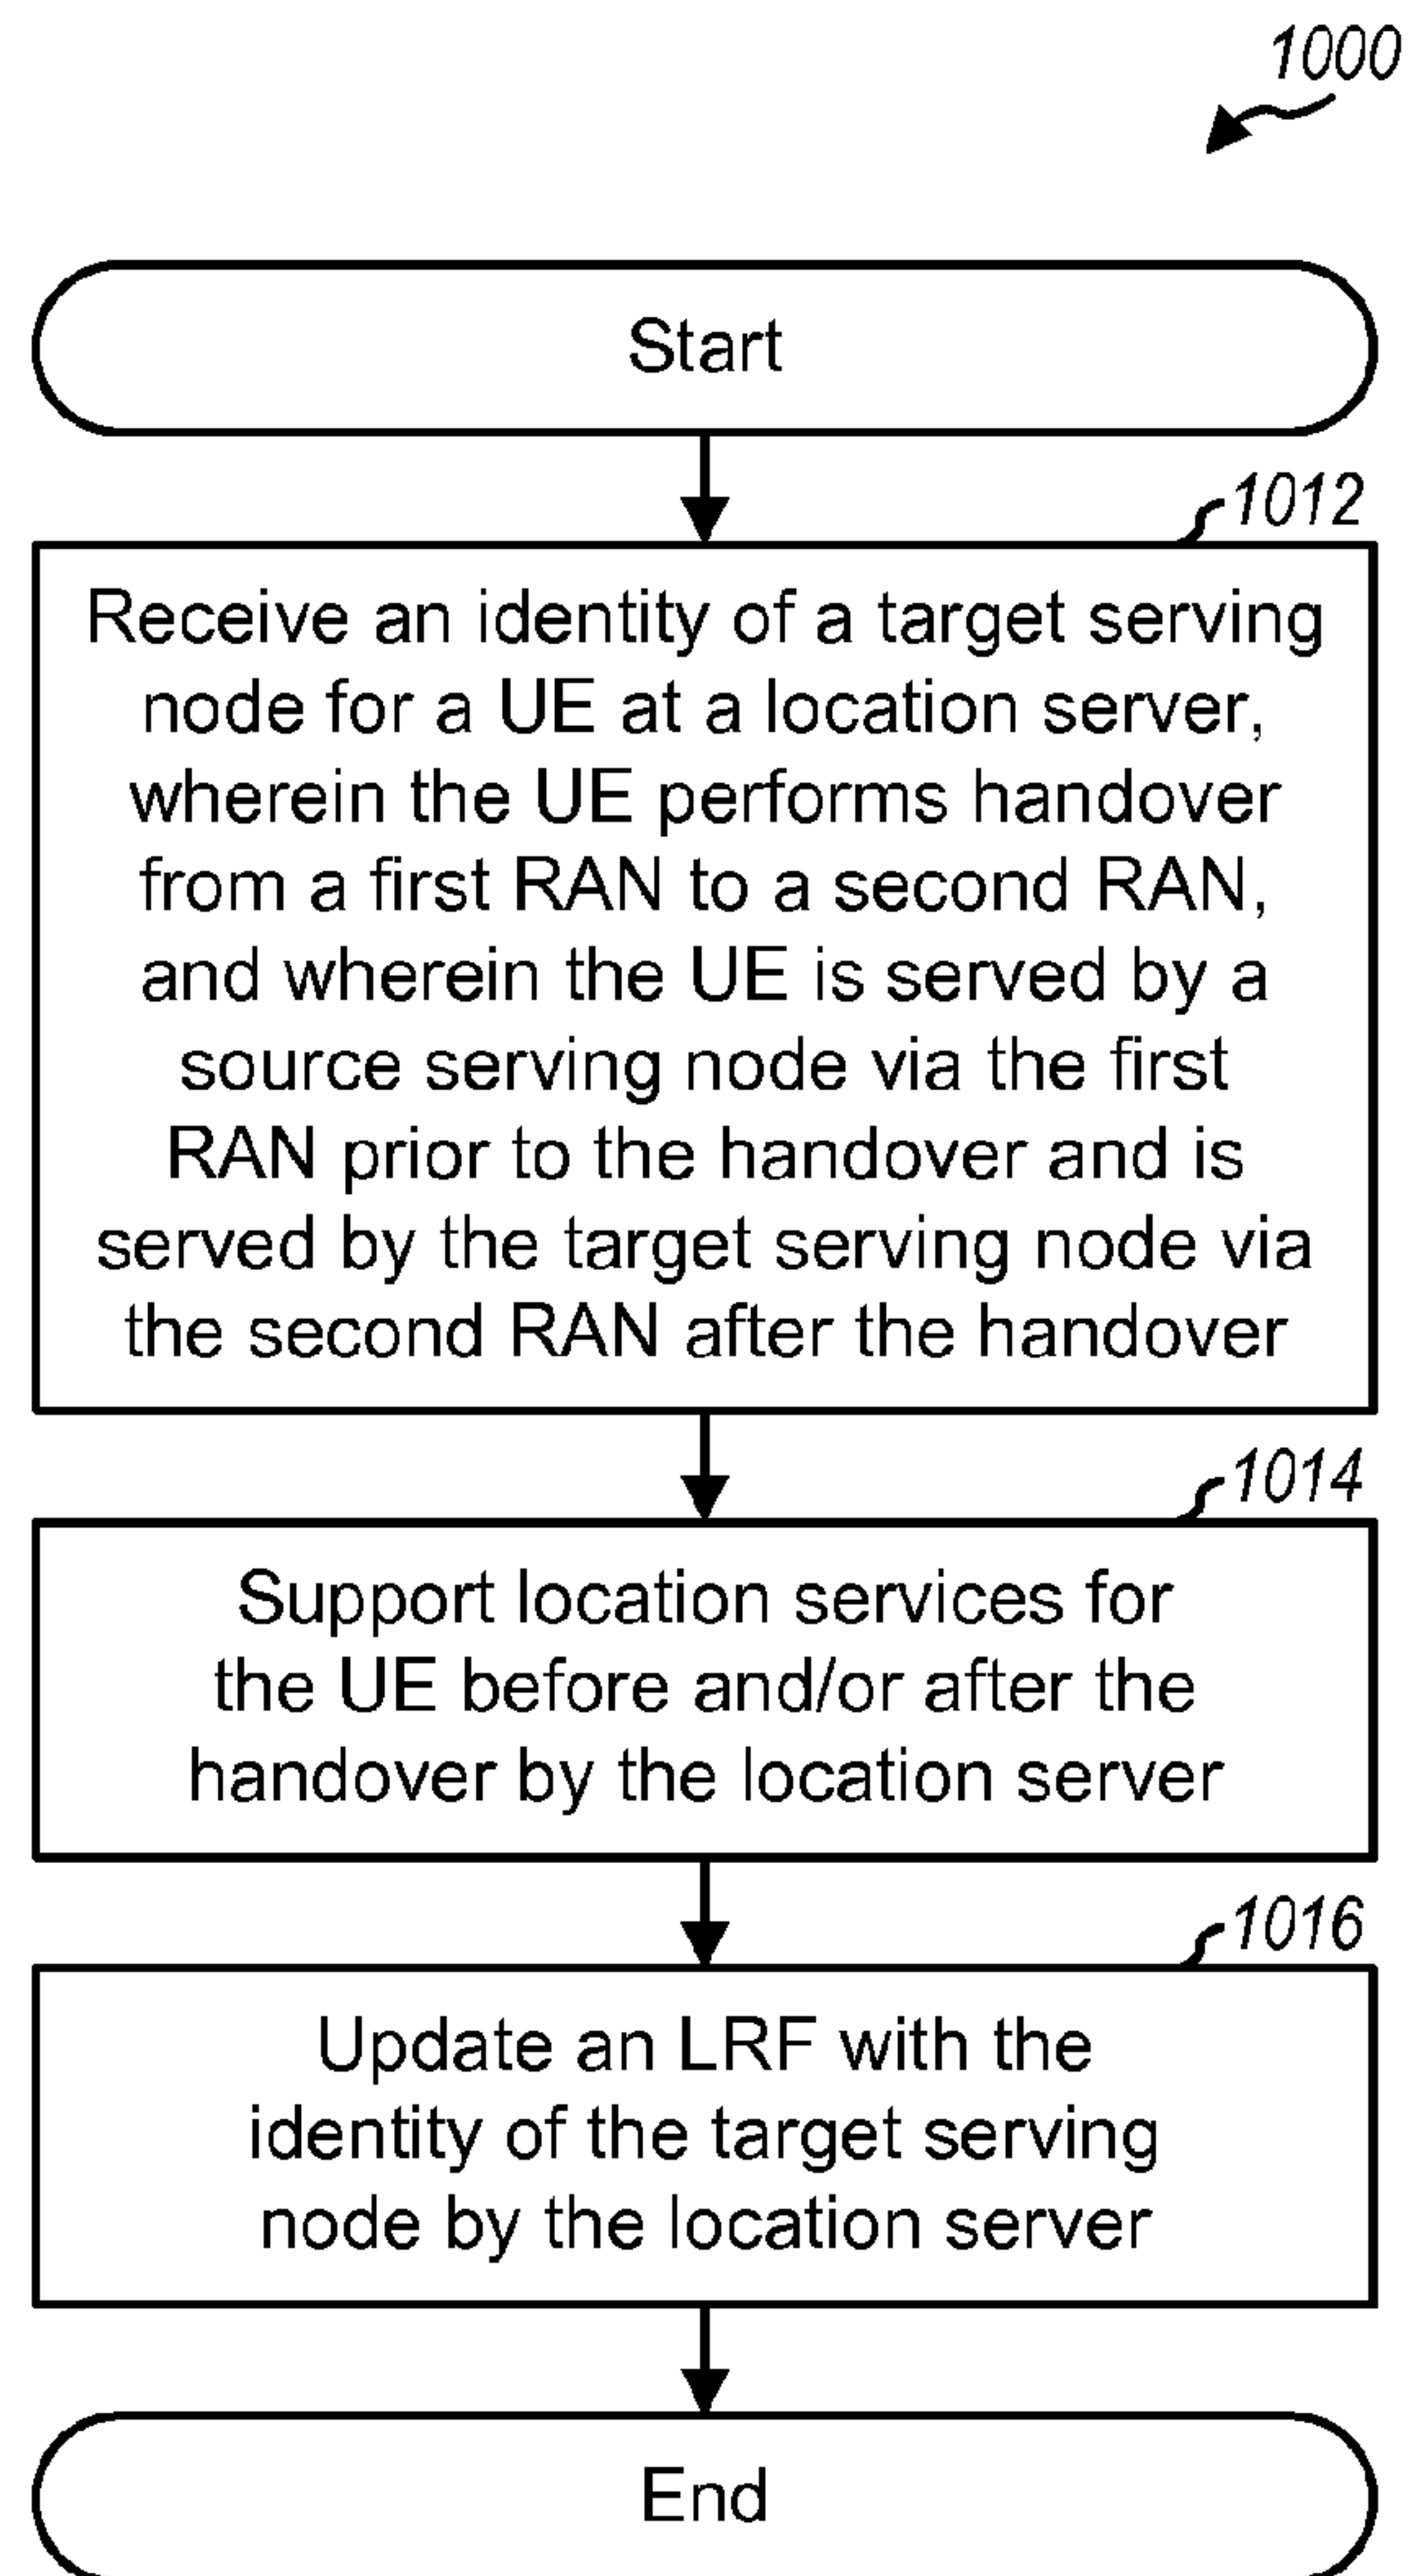 1000
Start
1012
Receive an identity of a target serving
node for a UE at a location server,
wherein the UE performs handover
from a first RAN to a second RAN,
and wherein the UE is served by a
source serving node via the first
RAN prior to the handover and is
served by the target serving node via
the second RAN after the handover
1014
Support location services for
the UE before and/or after the
handover by the location server
1016
Update an LRF with the
identity of the target serving
node by the location server
End